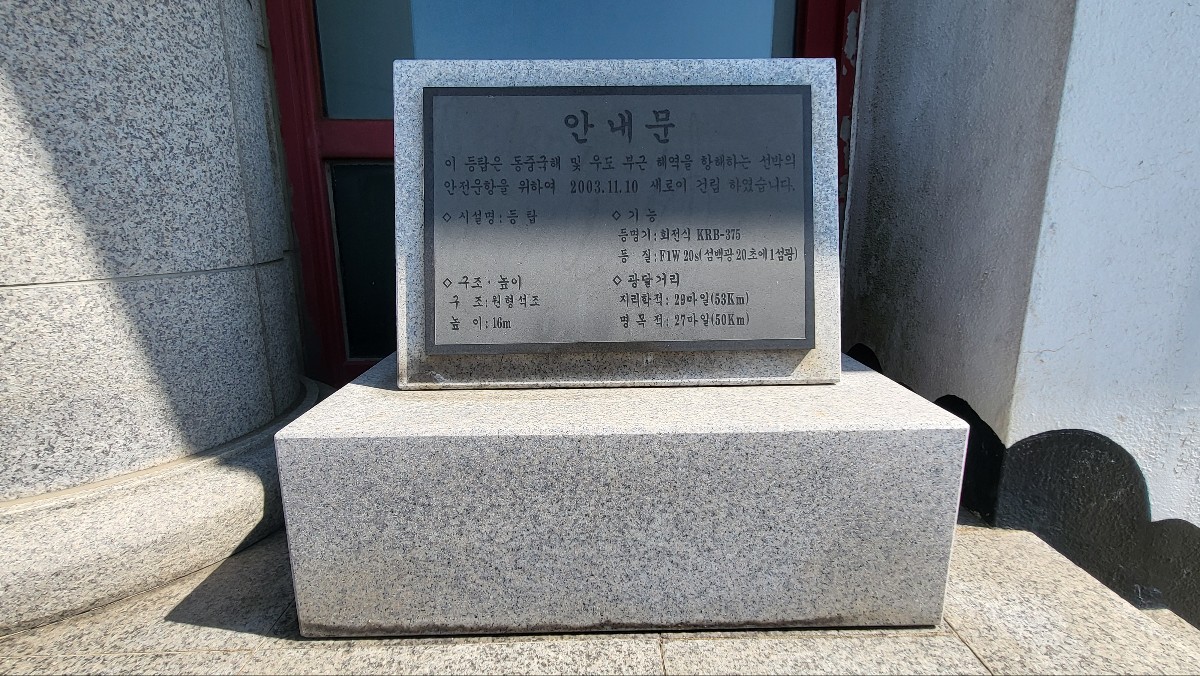 안내문
이 등탑은 동중국해 및 우도 부근 해역을 항해하는 선박의
안전운항을 위하여 2003.11.10 새로이 건립 하였습니다.
◇ 시설명 : 등 탑
◇ 기 능
등명기 : 회전식 KRB-375
등 질 : F1W 20s(섬백광 20초에 1섬광)
◇ 구조 · 높이
구 조 : 원형석조
높 이 : 16m
◇ 광달거리
지리학적 : 29마일(53Km)
명 목 적 : 27마일(50Km)